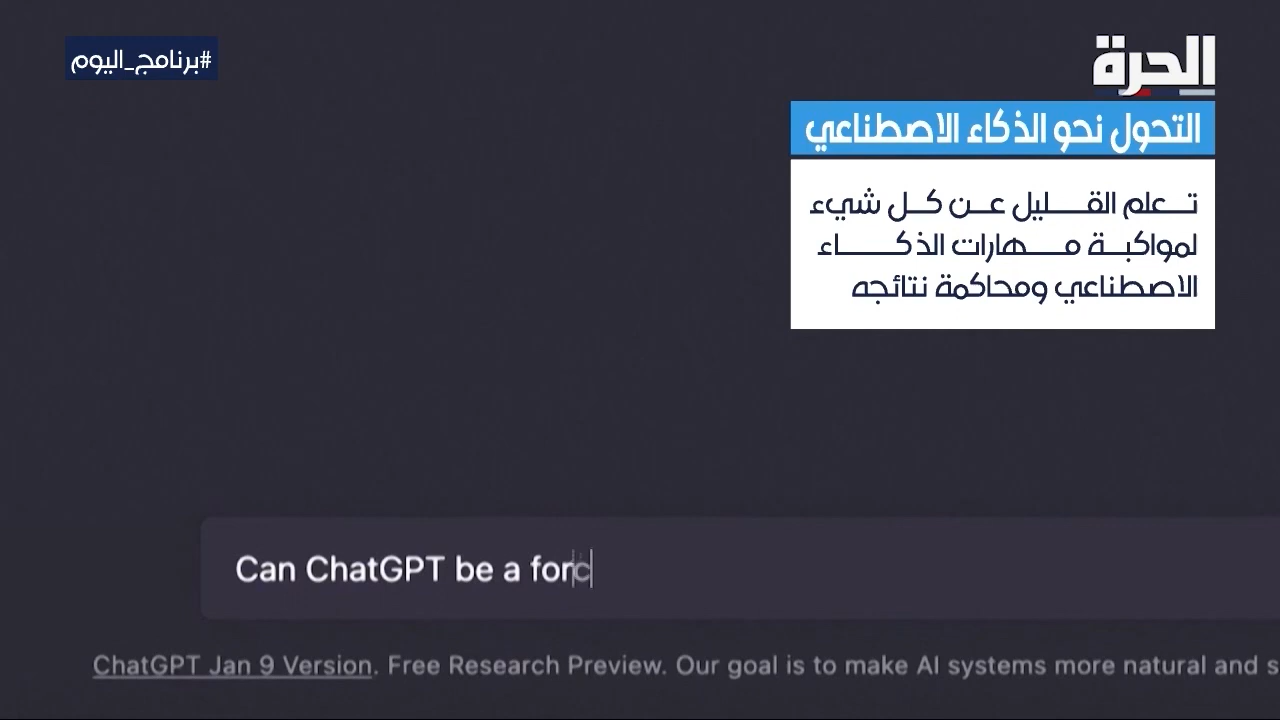 #برنامج_اليوم
الحرة
التحول نحو الذكاء الاصطناعي
تعلم القليل عن كل شيء
لمواكبة مهارات الذكاء
الاصطناعي ومحاكمة نتائجه
Can ChatGPT be a forc
ChatGPT Jan 9 Version. Free Research Preview. Our goal is to make AI systems more natural and s